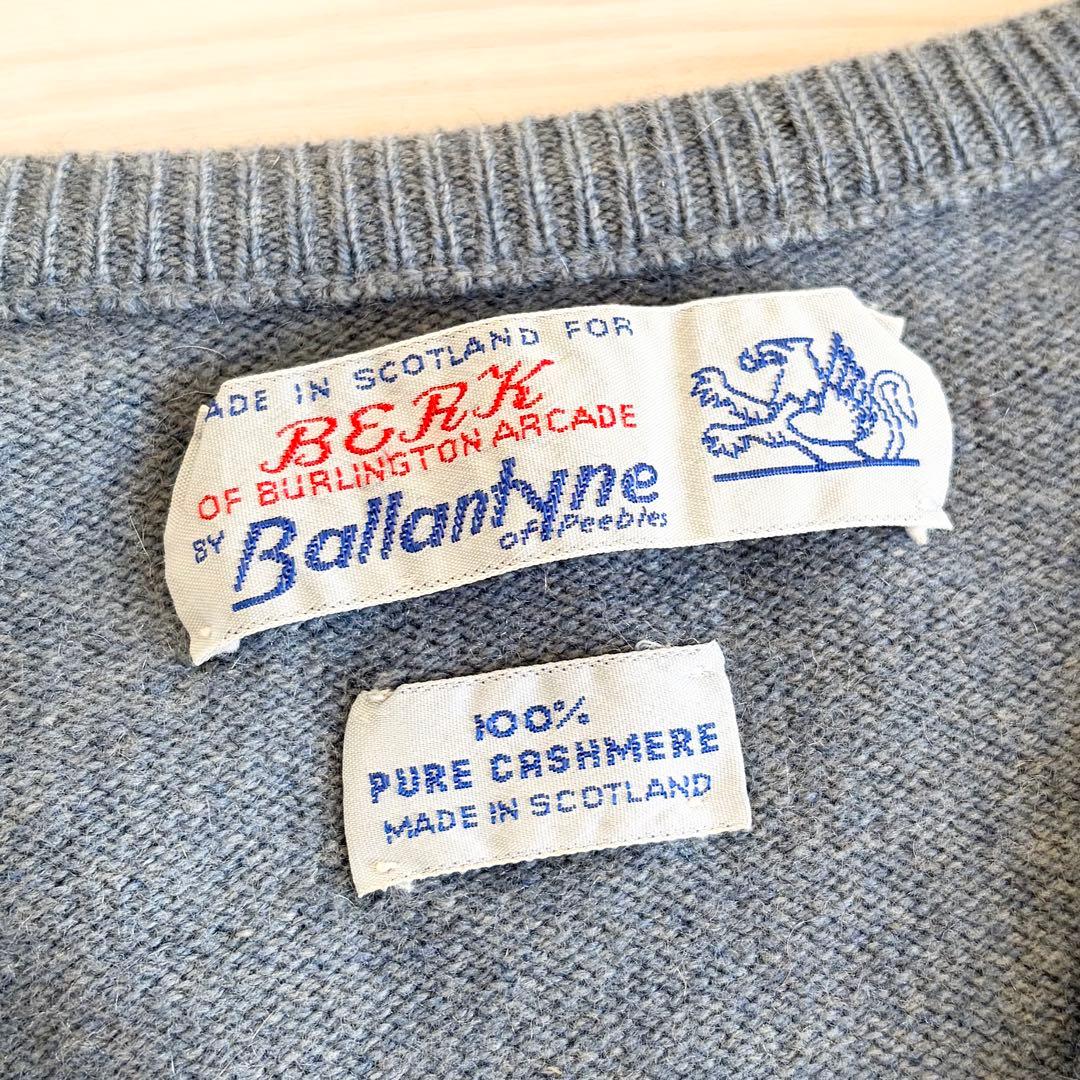 ADE IN SCOTLAND FOR
BERK
OF BURLINGTON ARCADE
BY Ballantyne
of Peebles
100%
PURE CASHMERE
MADE IN SCOTLAND